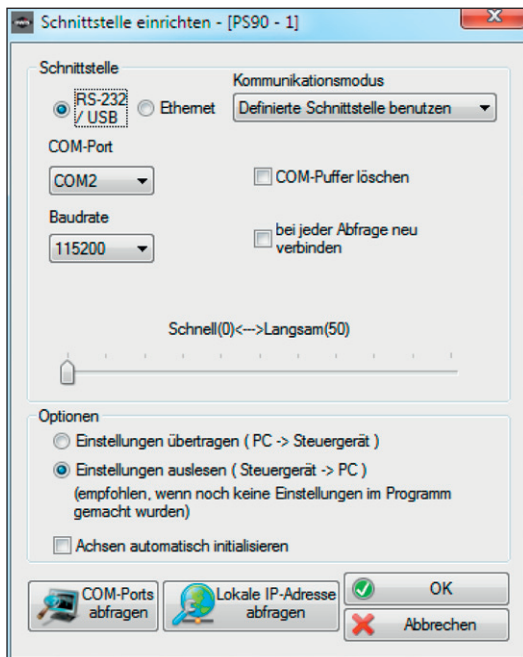 Schnittstelle einrichten - [PS90 - 1]
Schnittstelle
RS-232
/ USB
Ethernet
Kommunikationsmodus
Definierte Schnittstelle benutzen
COM-Port
COM2
COM-Puffer löschen
Baudrate
115200
bei jeder Abfrage neu
verbinden
Schnell(0)<--->Langsam(50)
Optionen
Einstellungen übertragen ( PC -> Steuergerät )
Einstellungen auslesen ( Steuergerät -> PC )
(empfohlen, wenn noch keine Einstellungen im Programm
gemacht wurden)
Achsen automatisch initialisieren
COM-Ports
abfragen
Lokale IP-Adresse
abfragen
OK
Abbrechen